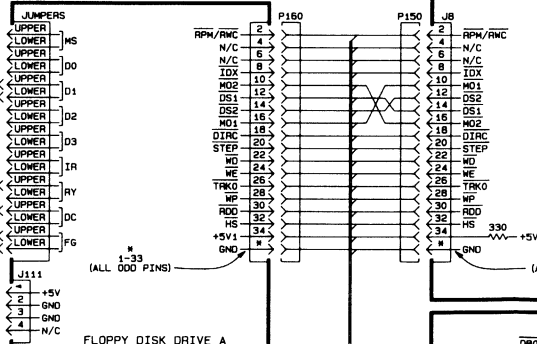 JUMPERS
UPPER
LOWER
MS
UPPER
LOWER
DO
UPPER
LOWER
D1
UPPER
LOWER
D2
UPPER
LOWER
D3
UPPER
LOWER
IR
UPPER
LOWER
RY
UPPER
LOWER
DC
UPPER
LOWER
FG
J111
+5V
2 GND
3 GND
4 N/C
* 1-33
(ALL ODD PINS)
FLOPPY DISK DRIVE A
P160 P150 J8
RPM/RWC 2 2 RPM/RWC
N/C 4 4 N/C
N/C 6 6 N/C
IDX 8 8 IDX
MO2 10 10 MO1
DS1 12 12 DS2
DS2 14 14 DS1
MO1 16 16 MO2
DIRC 18 18 DIRC
STEP 20 20 STEP
WD 22 22 WD
WE 24 24 WE
TRKO 26 26 TRKO
WP 28 28 WP
RDD 30 30 RDD
HS 32 32 HS
+5V1 34 34 330 +5V
GND * * GND